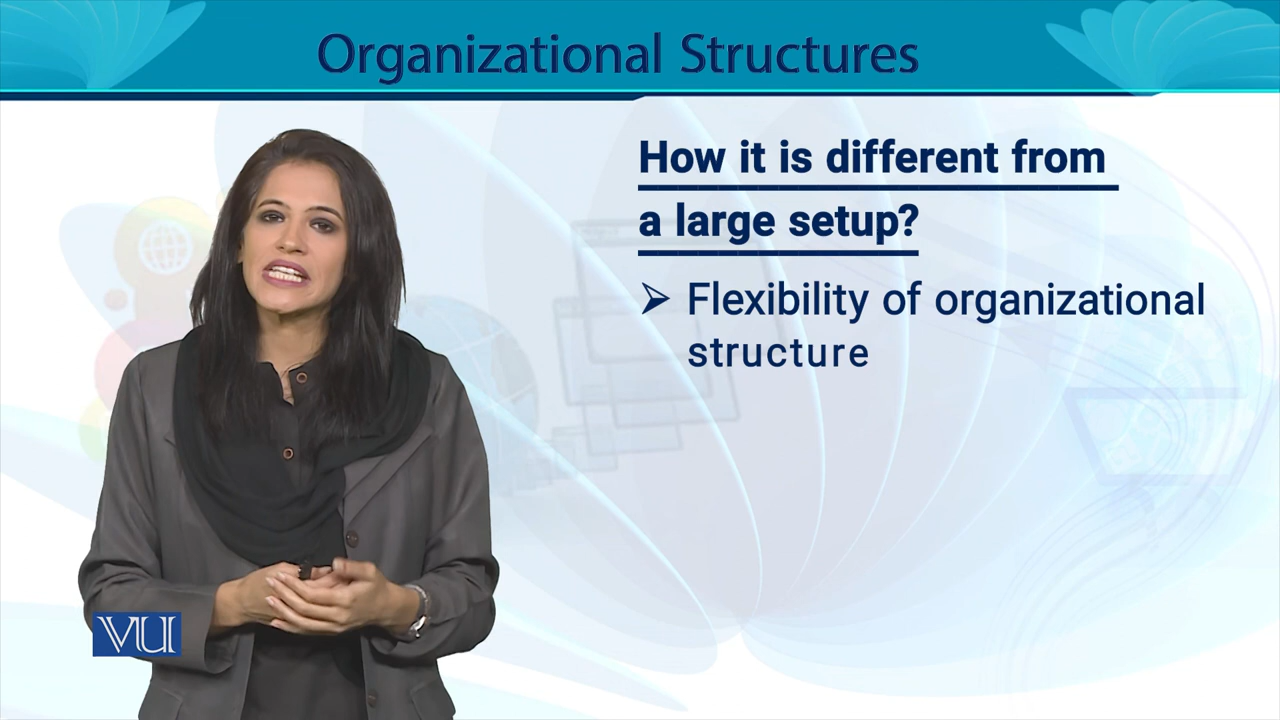 Organizational Structures
How it is different from
a large setup?
➢ Flexibility of organizational
structure
VU